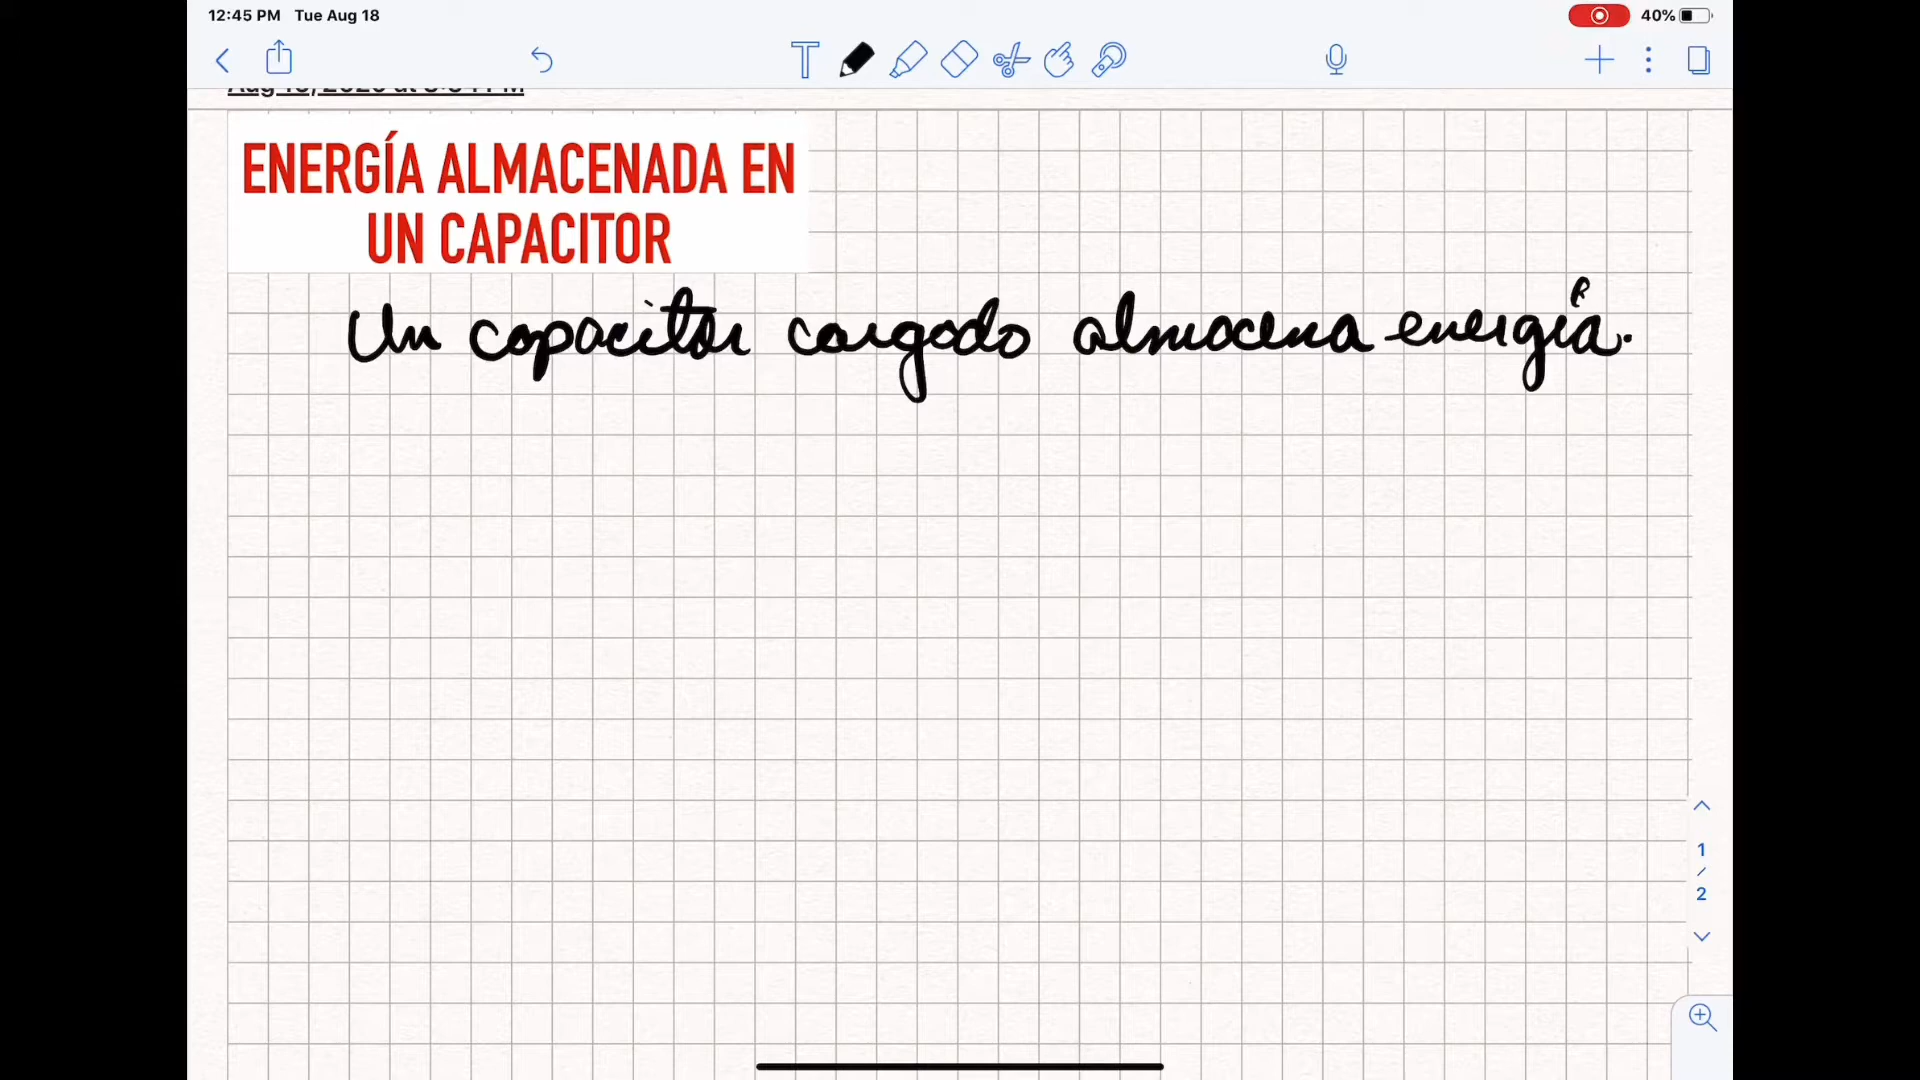 12:45 PM Tue Aug 18
40%
ENERGÍA ALMACENADA EN
UN CAPACITOR
Un capacitor cargado almacena energía.
1
/
2